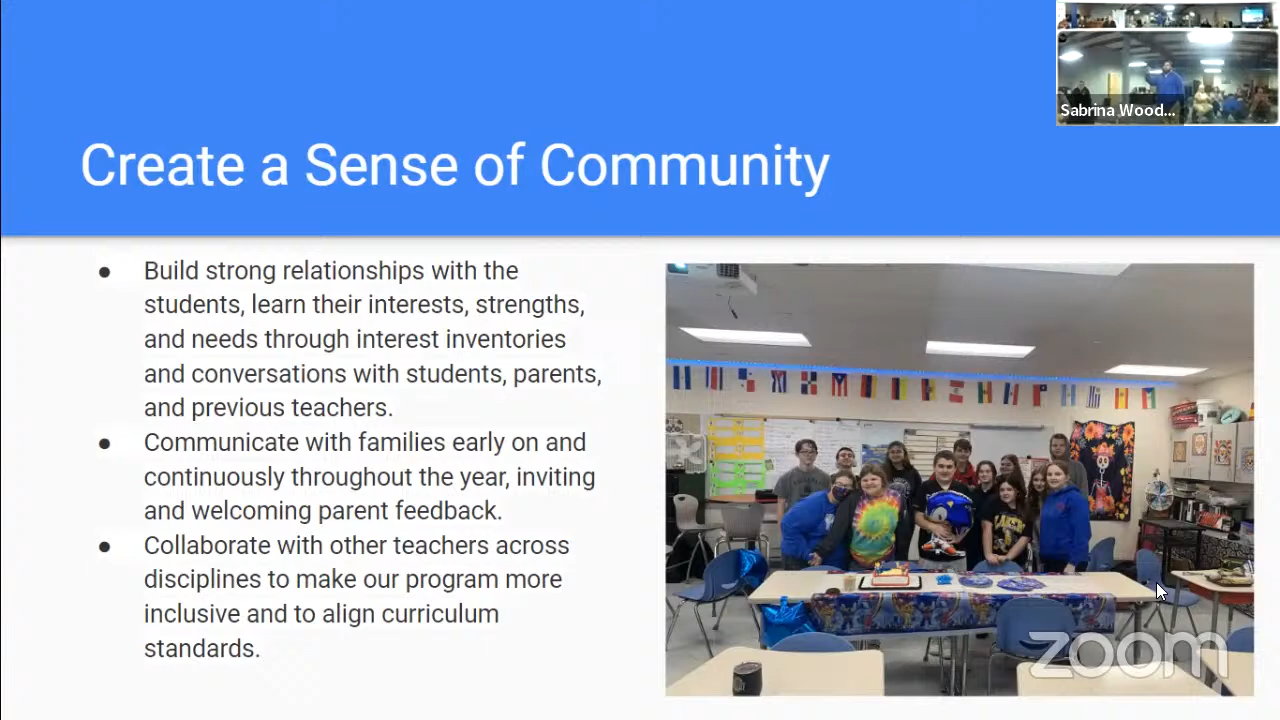 Sabrina Wood...
Create a Sense of Community
● Build strong relationships with the
students, learn their interests, strengths,
and needs through interest inventories
and conversations with students, parents,
and previous teachers.
● Communicate with families early on and
continuously throughout the year, inviting
and welcoming parent feedback.
● Collaborate with other teachers across
disciplines to make our program more
inclusive and to align curriculum
standards.
zoom